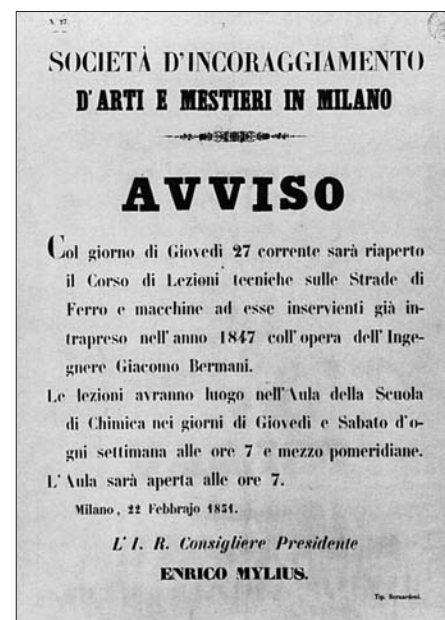 N. 27.
SOCIETÀ D'INCORAGGIAMENTO
D'ARTI E MESTIERI IN MILANO
AVVISO
Col giorno di Giovedì 27 corrente sarà riaperto
il Corso di Lezioni tecniche sulle Strade di
Ferro e macchine ad esse inservienti già in-
trapreso nell'anno 1847 coll'opera dell'Inge-
gnere Giacomo Bermani.
Le lezioni avranno luogo nell'Aula della Scuola
di Chimica nei giorni di Giovedì e Sabato d'o-
gni settimana alle ore 7 e mezzo pomeridiane.
L'Aula sarà aperta alle ore 7.
Milano, 22 Febbrajo 1851.
L'I. R. Consigliere Presidente
ENRICO MYLIUS.
Tip. Bernardoni.